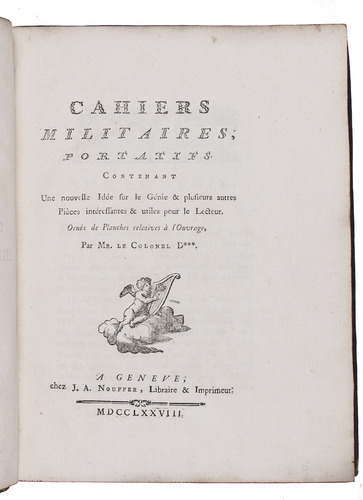 CAHIERS
MILITAIRES,
PORTATIFS.
CONTENANT
Une nouvelle Idée sur le Génie & plusieurs autres
Pièces intéressantes & utiles pour le Lecteur.
Ornés de Planches relatives à l'Ouvrage,
PAR MR. LE COLONEL D***.
A GENEVE;
chez J. A. NOUFFER, Libraire & Imprimeur.
MDCCLXXVIII.